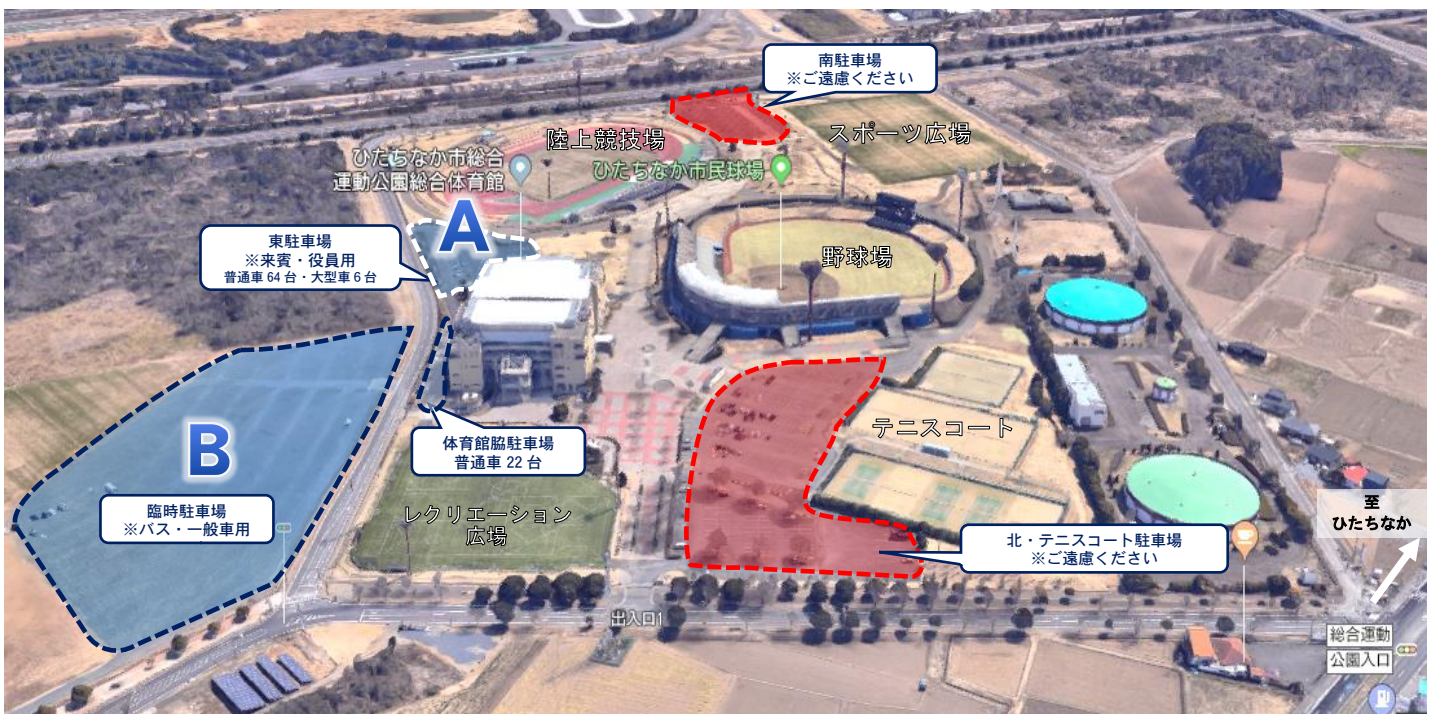 南駐車場
※ご遠慮ください
陸上競技場
スポーツ広場
ひたちなか市総合
運動公園総合体育館
ひたちなか市民球場
A
東駐車場
※来賓・役員用
普通車64台・大型車6台
野球場
B
臨時駐車場
※バス・一般車用
体育館脇駐車場
普通車22台
テニスコート
レクリエーション
広場
北・テニスコート駐車場
※ご遠慮ください
至
ひたちなか
出入口1
総合運動
公園入口